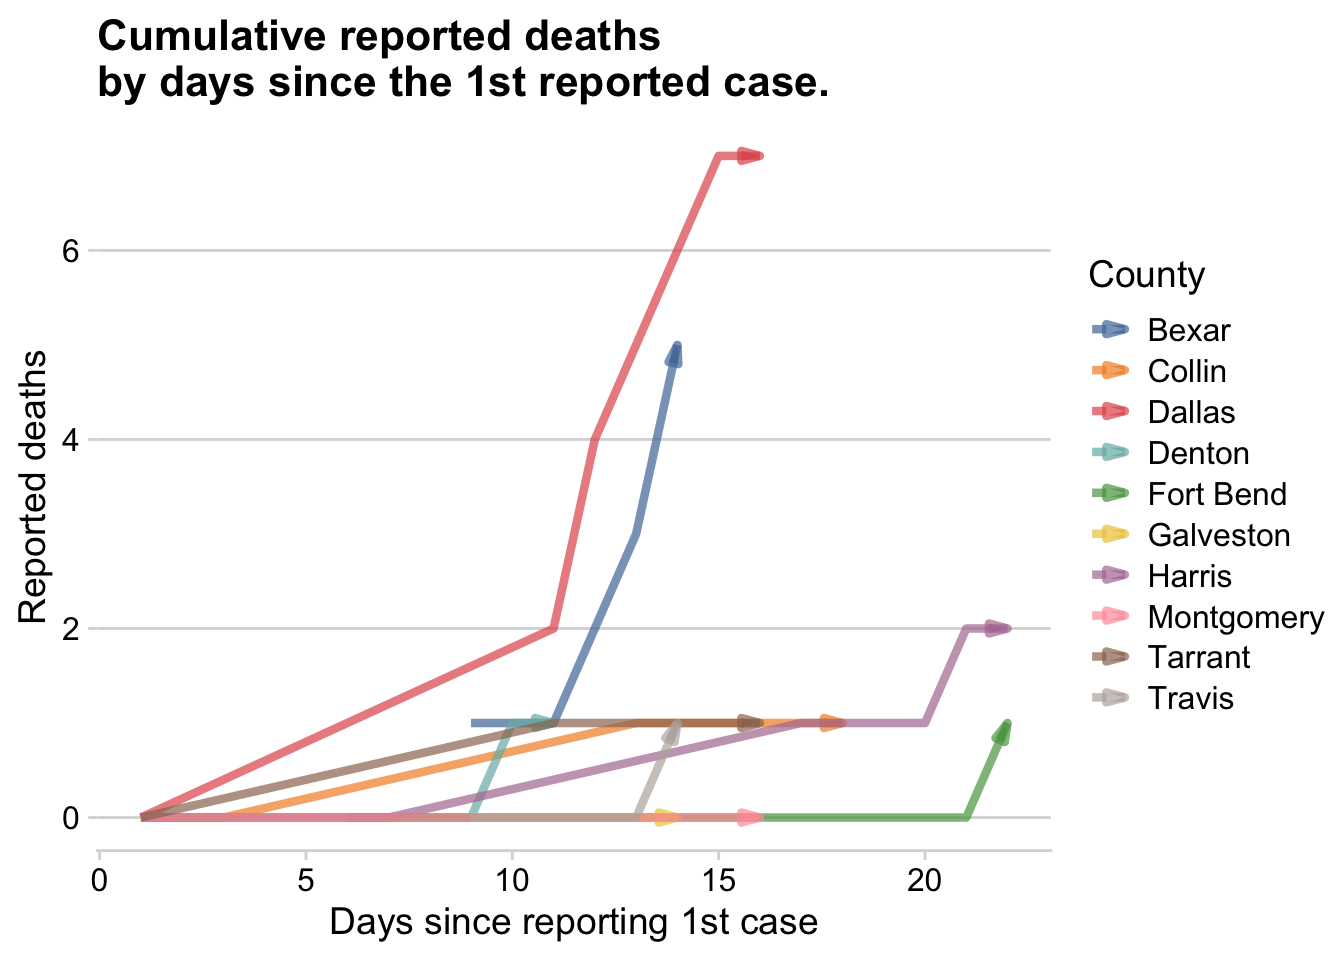 Cumulative reported deaths
by days since the 1st reported case.
Reported deaths
6
4
2
0
0 5 10 15 20
Days since reporting 1st case
County
Bexar
Collin
Dallas
Denton
Fort Bend
Galveston
Harris
Montgomery
Tarrant
Travis